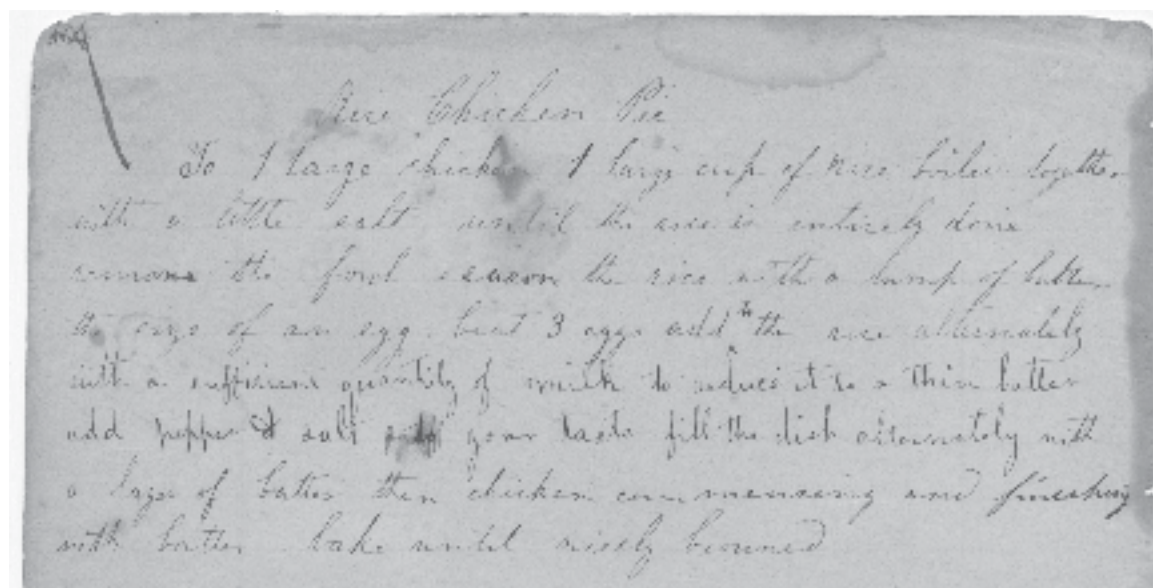 Rice Chicken Pie
To 1 large chicken 1 large cup of rice boiled together
with a little salt until the rice is entirely done
remove the fowl season the rice with a lump of butter
the size of an egg. beat 3 eggs add to the rice alternately
with a sufficient quantity of milk to reduce it to a thin batter
add pepper & salt your taste fill the dish alternately with
a layer of batter then chicken commencing and finishing
with batter bake until nicely browned